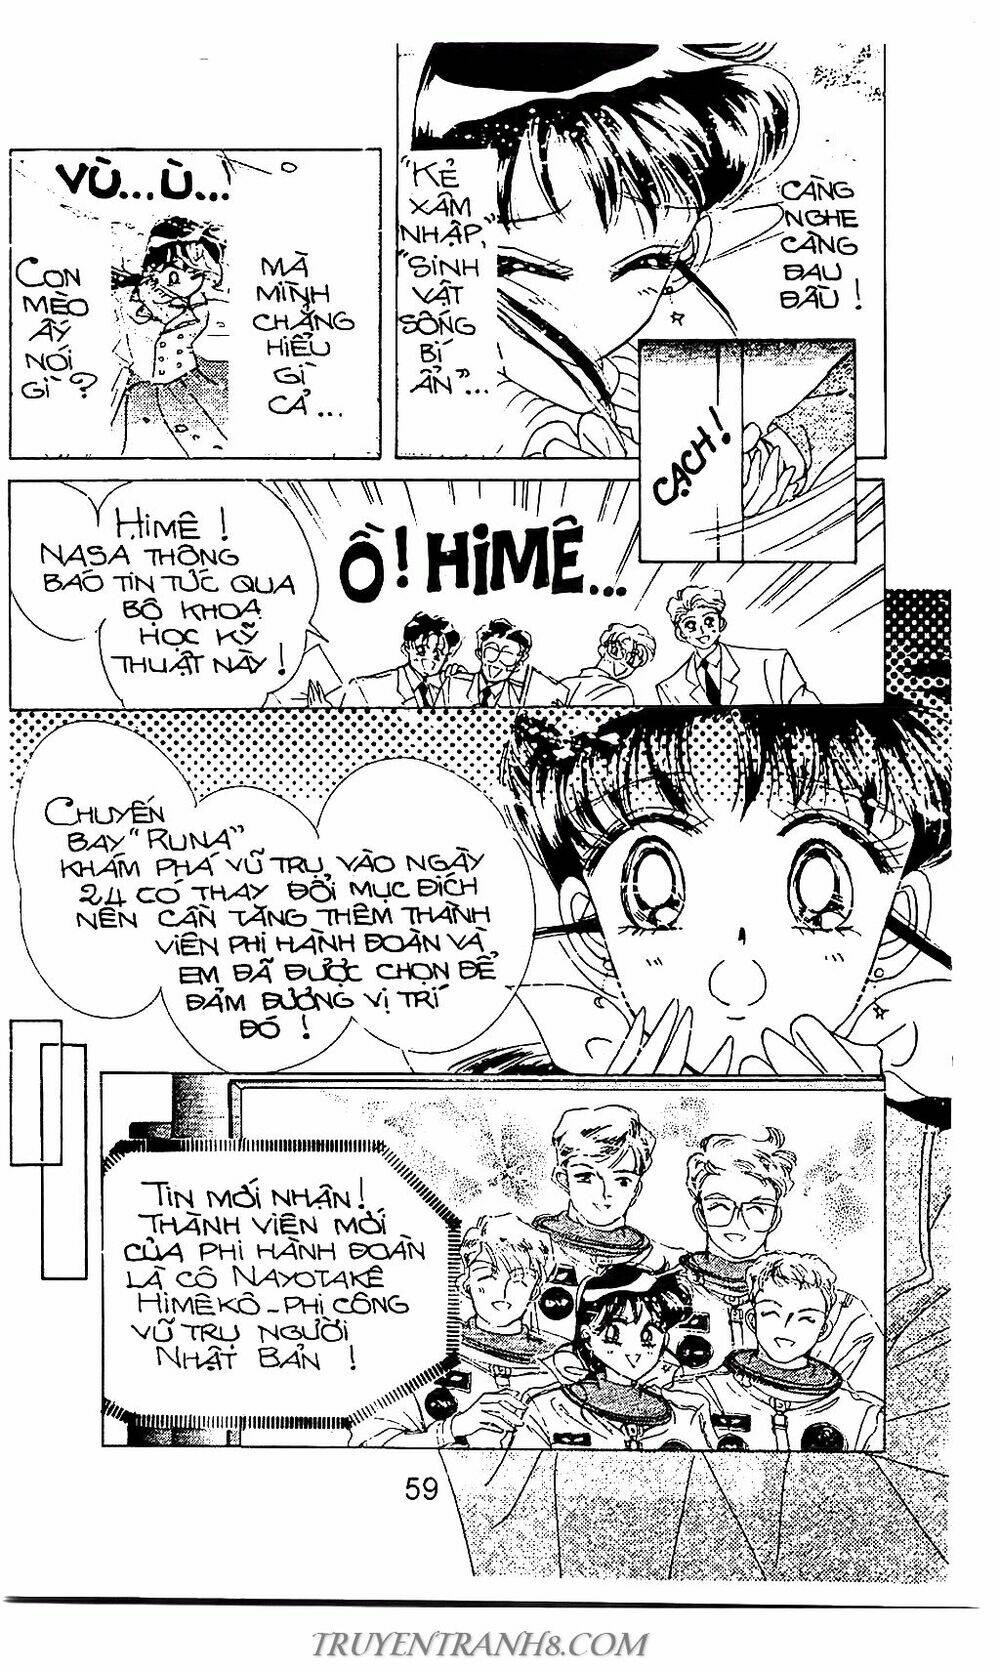 CÀNG
NGHE
CÀNG
ĐAU
ĐẦU !
"KẺ
XÂM
NHẬP,"
"SINH
VẬT
SỐNG
BÍ
ẨN"...
VÙ...Ù...
MÀ
MÌNH
CHẲNG
HIỂU
GÌ
CẢ ...
CON
MÈO
ẤY
NÓI
GÌ ?
CẠCH!
HIMÊ !
NASA THÔNG
BÁO TIN TỨC QUA
BỘ KHOA
HỌC KỸ
THUẬT NÀY !
Ồ! HIMÊ...
CHUYẾN
BAY "RUNA"
KHÁM PHÁ VŨ TRỤ VÀO NGÀY
24 CÓ THAY ĐỔI MỤC ĐÍCH
NÊN CẦN TĂNG THÊM THÀNH
VIÊN PHI HÀNH ĐOÀN VÀ
EM ĐÃ ĐƯỢC CHỌN ĐỂ
ĐẢM ĐƯƠNG VỊ TRÍ
ĐÓ !
TIN MỚI NHẬN!
THÀNH VIÊN MỚI
CỦA PHI HÀNH ĐOÀN
LÀ CÔ NAYOTAKÊ
HIMÊKÔ - PHI CÔNG
VŨ TRỤ NGƯỜI
NHẬT BẢN !
59
TRUYENTRANH8.COM